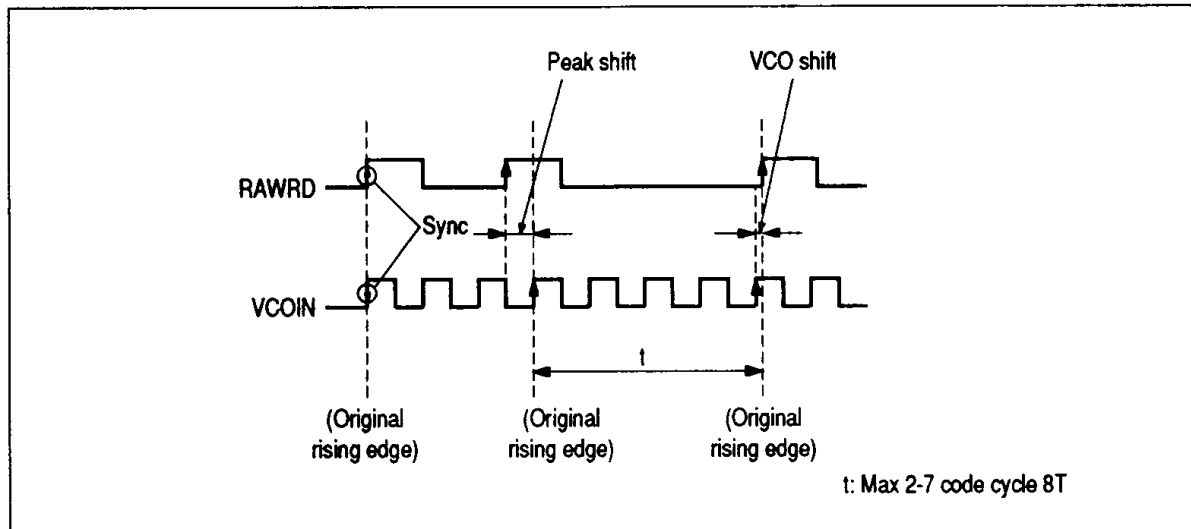 Peak shift
VCO shift
RAWRD
Sync
VCOIN
t
(Original
rising edge)
(Original
rising edge)
(Original
rising edge)
t: Max 2-7 code cycle 8T